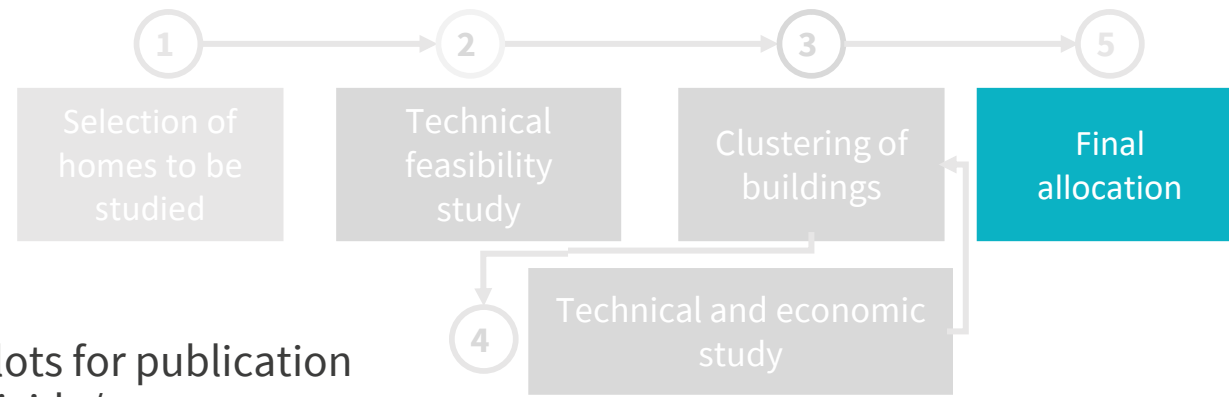 1
2
3
5
Selection of
homes to be
studied
Technical
feasibility
study
Clustering of
buildings
Final
allocation
4
Technical and economic
study
lots for publication